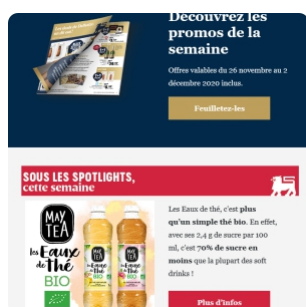 Découvrez les
promos de la
semaine
Offres valables du 26 novembre au 2
décembre 2020 inclus.
Feuilletez-les
SOUS LES SPOTLIGHTS,
cette semaine
MAY
TEA
les Eaux
de Thé
BIO
Les Eaux de thé, c'est plus
qu'un simple thé bio. En effet,
avec ses 2,4 g de sucre par 100
ml, c'est 70% de sucre en
moins que la plupart des soft
drinks !
Plus d'infos